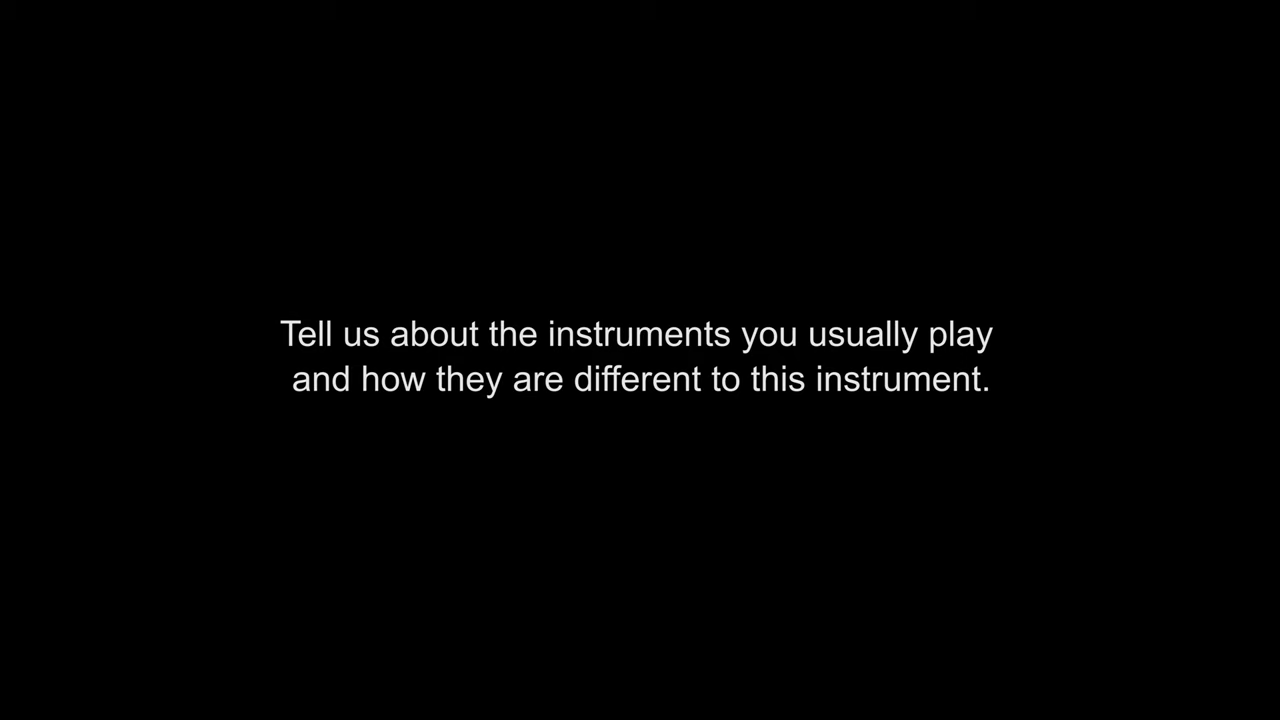 Tell us about the instruments you usually play
and how they are different to this instrument.